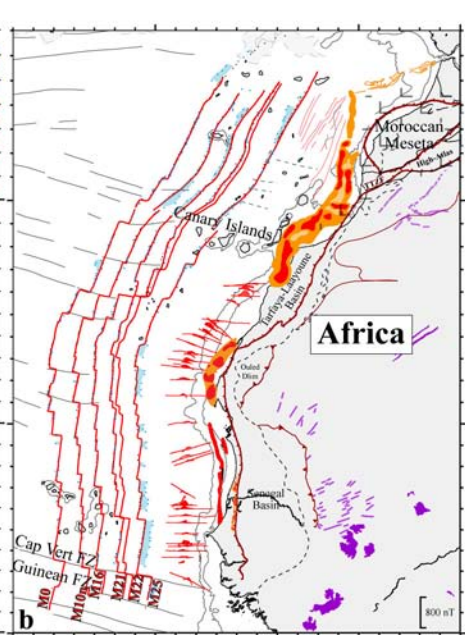 Moroccan
Meseta
High-Atlas
Canary Islands
Tarfaya-Laayoune
Basin
Africa
Ouled
Dlim
Senegal
Basin
Cap Vert FZ
Guinean FZ
M0
M10
M16
M21
M22
M25
b
800 nT